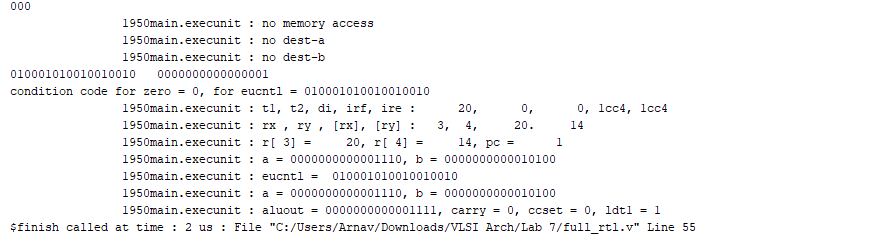 000
1950main.execunit : no memory access
1950main.execunit : no dest-a
1950main.execunit : no dest-b
010001010010010010   0000000000000001
condition code for zero = 0, for eucntl = 010001010010010010
1950main.execunit : t1, t2, di, irf, ire :      20,      0,      0, 1cc4, 1cc4
1950main.execunit : rx , ry , [rx], [ry] :   3,  4,     20.     14
1950main.execunit : r[ 3] =     20, r[ 4] =     14, pc =      1
1950main.execunit : a = 0000000000001110, b = 0000000000010100
1950main.execunit : eucntl =  010001010010010010
1950main.execunit : a = 0000000000001110, b = 0000000000010100
1950main.execunit : aluout = 0000000000001111, carry = 0, ccset = 0, ldt1 = 1
$finish called at time : 2 us : File "C:/Users/Arnav/Downloads/VLSI Arch/Lab 7/full_rtl.v" Line 55